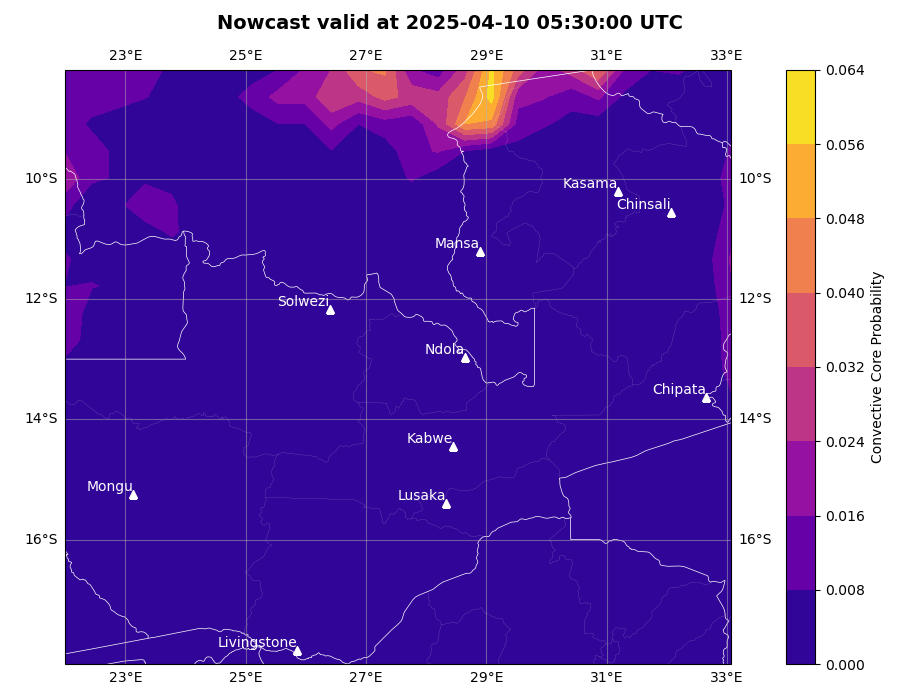 Nowcast valid at 2025-04-10 05:30:00 UTC
23°E 25°E 27°E 29°E 31°E 33°E
0.064
0.056
0.048
0.040
0.032
0.024
0.016
0.008
0.000
Convective Core Probability
10°S 10°S
12°S 12°S
14°S 14°S
16°S 16°S
Kasama
Chinsali
Mansa
Solwezi
Ndola
Chipata
Kabwe
Mongu
Lusaka
Livingstone
23°E 25°E 27°E 29°E 31°E 33°E